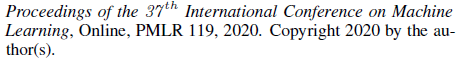 Proceedings of the 37th International Conference on Machine
Learning, Online, PMLR 119, 2020. Copyright 2020 by the au-
thor(s).